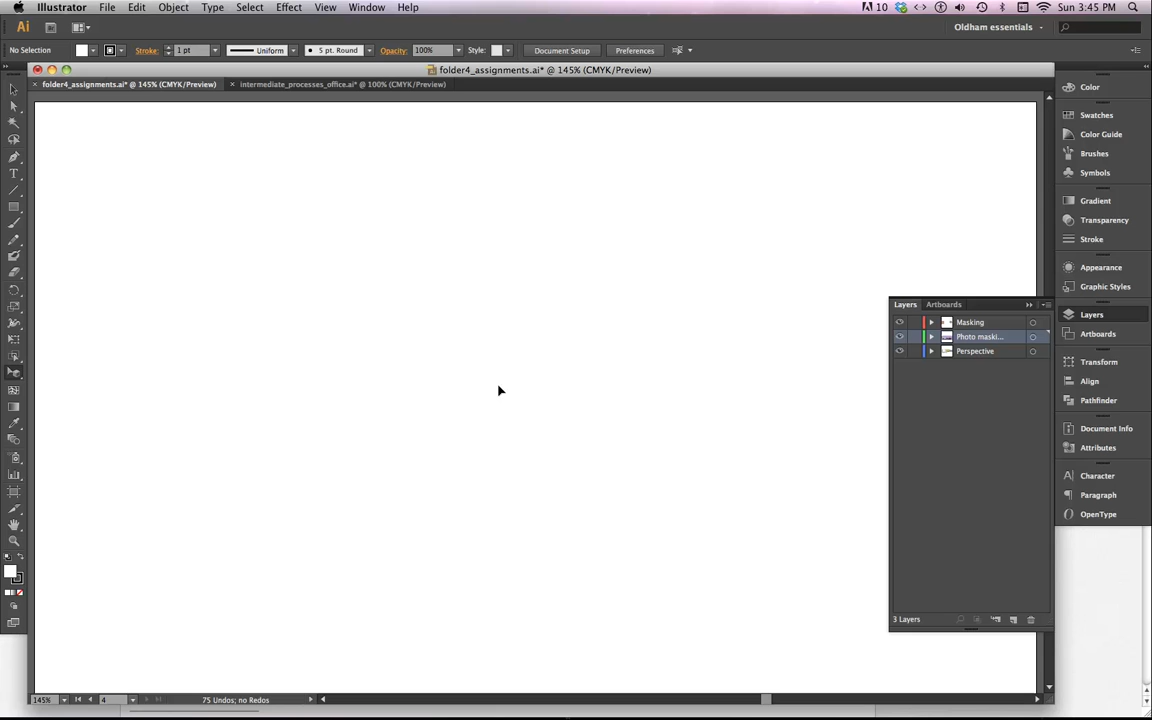 Illustrator File Edit Object Type Select Effect View Window Help
10
Sun 3:45 PM
Ai
Oldham essentials
No Selection
Stroke:
1 pt
Uniform
5 pt. Round
Opacity:
100%
Style:
Document Setup
Preferences
folder4_assignments.ai* @ 145% (CMYK/Preview)
× folder4_assignments.ai* @ 145% (CMYK/Preview)
× intermediate_processes_office.ai* @ 100% (CMYK/Preview)
Color
Swatches
Color Guide
Brushes
Symbols
Gradient
Transparency
Stroke
Appearance
Graphic Styles
Layers
Artboards
Transform
Align
Pathfinder
Document Info
Attributes
Character
Paragraph
OpenType
Layers Artboards
Masking
Photo maski...
Perspective
3 Layers
145%
4
75 Undos; no Redos